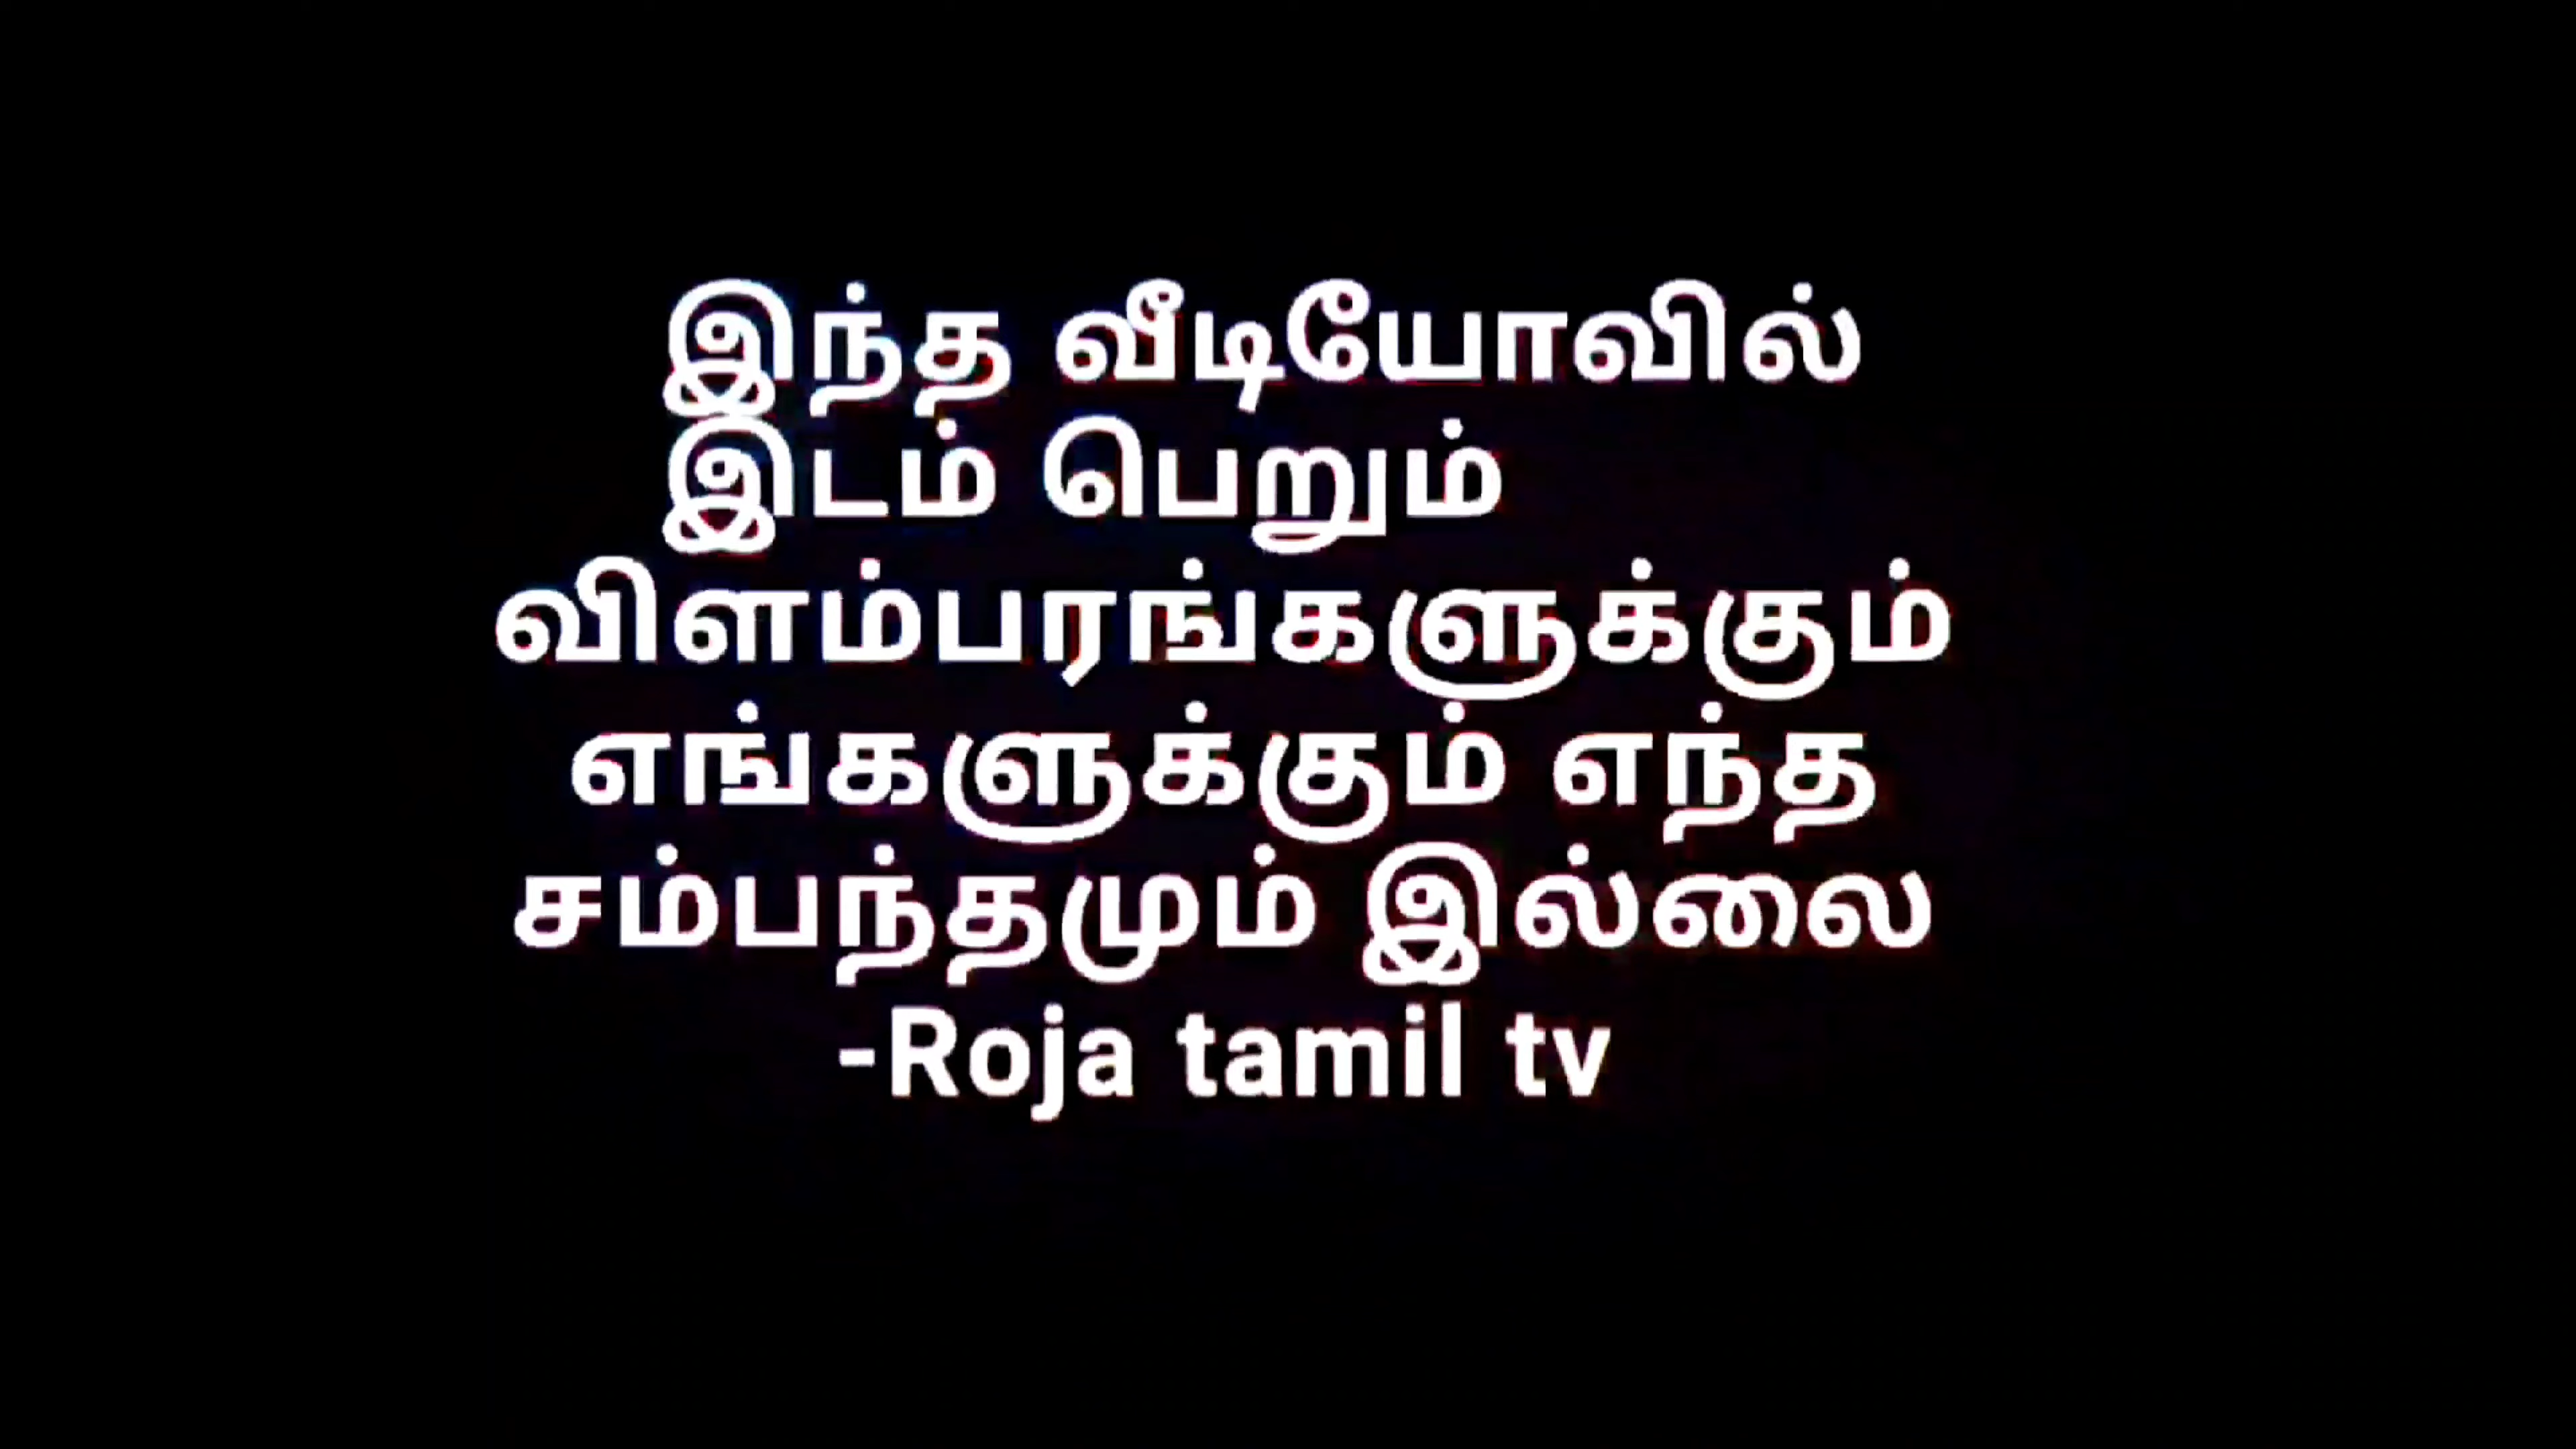 இந்த வீடியோவில்
இடம் பெறும்
விளம்பரங்களுக்கும்
எங்களுக்கும் எந்த
சம்பந்தமும் இல்லை
-Roja tamil tv